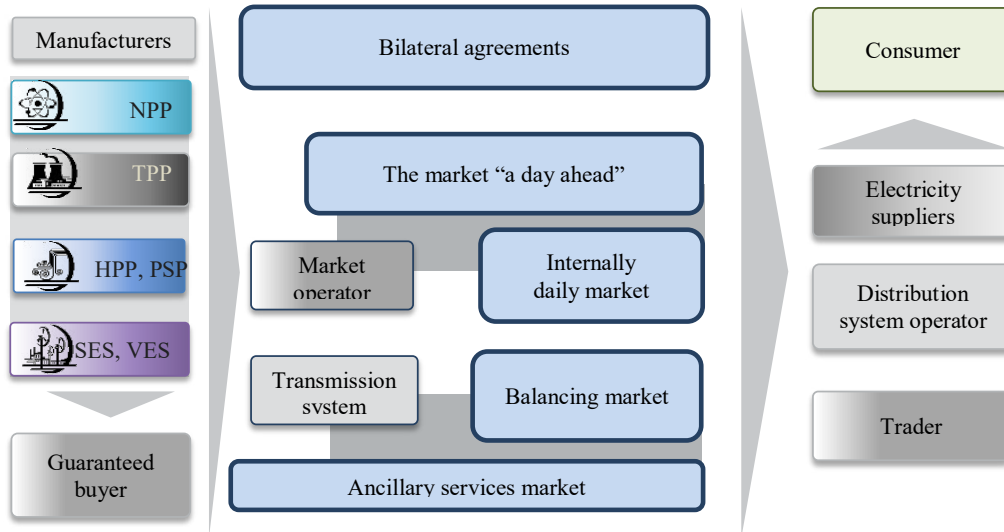 Manufacturers
NPP
TPP
HPP, PSP
SES, VES
Guaranteed
buyer
Bilateral agreements
The market “a day ahead”
Market
operator
Internally
daily market
Transmission
system
Balancing market
Ancillary services market
Consumer
Electricity
suppliers
Distribution
system operator
Trader